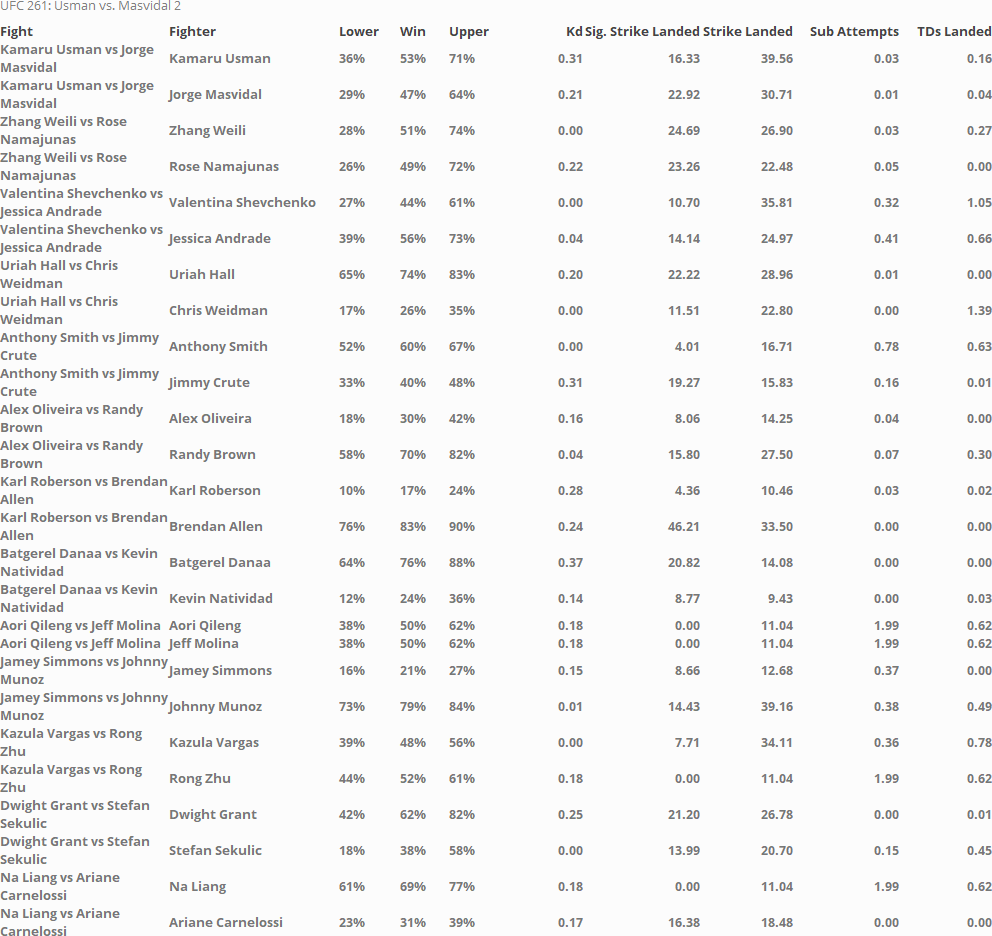 UFC 261: Usman vs. Masvidal 2
Fight Fighter Lower Win Upper Kd Sig. Strike Landed Strike Landed Sub Attempts TDs Landed
Kamaru Usman vs Jorge
Masvidal Kamaru Usman 36% 53% 71% 0.31 16.33 39.56 0.03 0.16
Kamaru Usman vs Jorge
Masvidal Jorge Masvidal 29% 47% 64% 0.21 22.92 30.71 0.01 0.04
Zhang Weili vs Rose
Namajunas Zhang Weili 28% 51% 74% 0.00 24.69 26.90 0.03 0.27
Zhang Weili vs Rose
Namajunas Rose Namajunas 26% 49% 72% 0.22 23.26 22.48 0.05 0.00
Valentina Shevchenko vs
Jessica Andrade Valentina Shevchenko 27% 44% 61% 0.00 10.70 35.81 0.32 1.05
Valentina Shevchenko vs
Jessica Andrade Jessica Andrade 39% 56% 73% 0.04 14.14 24.97 0.41 0.66
Uriah Hall vs Chris
Weidman Uriah Hall 65% 74% 83% 0.20 22.22 28.96 0.01 0.00
Uriah Hall vs Chris
Weidman Chris Weidman 17% 26% 35% 0.00 11.51 22.80 0.00 1.39
Anthony Smith vs Jimmy
Crute Anthony Smith 52% 60% 67% 0.00 4.01 16.71 0.78 0.63
Anthony Smith vs Jimmy
Crute Jimmy Crute 33% 40% 48% 0.31 19.27 15.83 0.16 0.01
Alex Oliveira vs Randy
Brown Alex Oliveira 18% 30% 42% 0.16 8.06 14.25 0.04 0.00
Alex Oliveira vs Randy
Brown Randy Brown 58% 70% 82% 0.04 15.80 27.50 0.07 0.30
Karl Roberson vs Brendan
Allen Karl Roberson 10% 17% 24% 0.28 4.36 10.46 0.03 0.02
Karl Roberson vs Brendan
Allen Brendan Allen 76% 83% 90% 0.24 46.21 33.50 0.00 0.00
Batgerel Danaa vs Kevin
Natividad Batgerel Danaa 64% 76% 88% 0.37 20.82 14.08 0.00 0.00
Batgerel Danaa vs Kevin
Natividad Kevin Natividad 12% 24% 36% 0.14 8.77 9.43 0.00 0.03
Aori Qileng vs Jeff Molina Aori Qileng 38% 50% 62% 0.18 0.00 11.04 1.99 0.62
Aori Qileng vs Jeff Molina Jeff Molina 38% 50% 62% 0.18 0.00 11.04 1.99 0.62
Jamey Simmons vs Johnny
Munoz Jamey Simmons 16% 21% 27% 0.15 8.66 12.68 0.37 0.00
Jamey Simmons vs Johnny
Munoz Johnny Munoz 73% 79% 84% 0.01 14.43 39.16 0.38 0.49
Kazula Vargas vs Rong
Zhu Kazula Vargas 39% 48% 56% 0.00 7.71 34.11 0.36 0.78
Kazula Vargas vs Rong
Zhu Rong Zhu 44% 52% 61% 0.18 0.00 11.04 1.99 0.62
Dwight Grant vs Stefan
Sekulic Dwight Grant 42% 62% 82% 0.25 21.20 26.78 0.00 0.01
Dwight Grant vs Stefan
Sekulic Stefan Sekulic 18% 38% 58% 0.00 13.99 20.70 0.15 0.45
Na Liang vs Ariane
Carnelossi Na Liang 61% 69% 77% 0.18 0.00 11.04 1.99 0.62
Na Liang vs Ariane
Carnelossi Ariane Carnelossi 23% 31% 39% 0.17 16.38 18.48 0.00 0.00